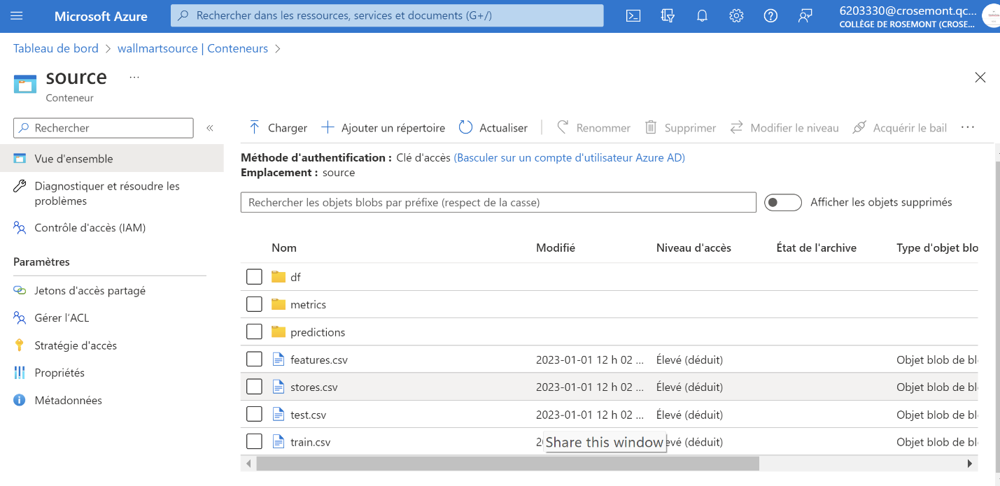 Microsoft Azure
Rechercher dans les ressources, services et documents (G+/)
6203330@crosemont.qc...
COLLÈGE DE ROSEMONT (CROSE...
Tableau de bord > wallmartsource | Conteneurs >
source ...
Conteneur
Rechercher «
Vue d'ensemble
Diagnostiquer et résoudre les
problèmes
Contrôle d'accès (IAM)
Paramètres
Jetons d'accès partagé
Gérer l'ACL
Stratégie d'accès
Propriétés
Métadonnées
Charger Ajouter un répertoire Actualiser Renommer Supprimer Modifier le niveau Acquérir le bail ...
Méthode d'authentification : Clé d'accès (Basculer sur un compte d'utilisateur Azure AD)
Emplacement : source
Rechercher les objets blobs par préfixe (respect de la casse) Afficher les objets supprimés
Nom Modifié Niveau d'accès État de l'archive Type d'objet blo
df
metrics
predictions
features.csv 2023-01-01 12 h 02 ... Élevé (déduit) Objet blob de bl
stores.csv 2023-01-01 12 h 02 ... Élevé (déduit) Objet blob de bl
test.csv 2023-01-01 12 h 02 ... Élevé (déduit) Objet blob de bl
train.csv (déduit) Objet blob de bl
Share this window